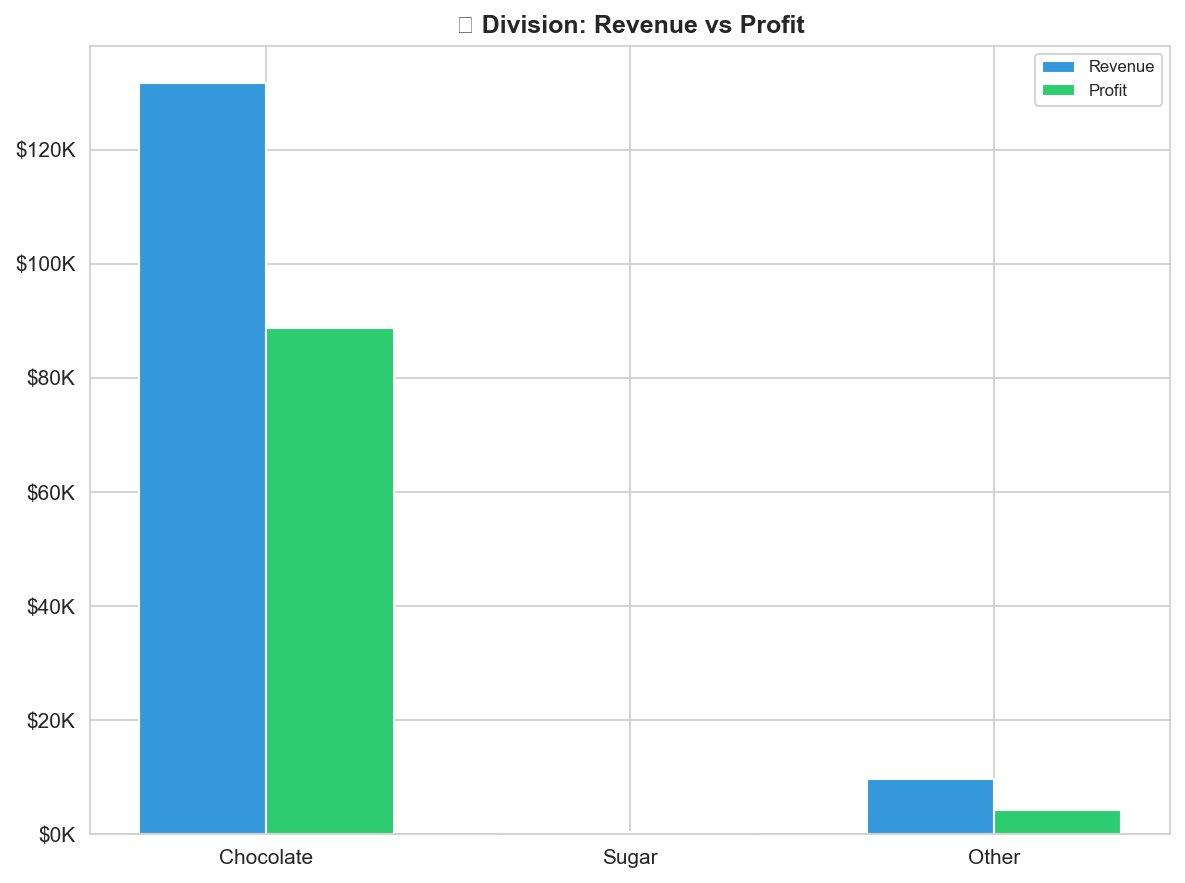 Division: Revenue vs Profit
Revenue
Profit
$120K
$100K
$80K
$60K
$40K
$20K
$0K
Chocolate
Sugar
Other